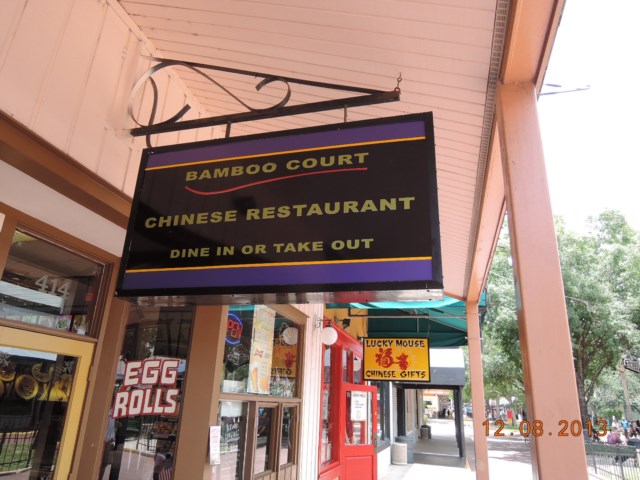 BAMBOO COURT
CHINESE RESTAURANT
DINE IN OR TAKE OUT
414
EGG
ROLLS
LUCKY MOUSE
CHINESE GIFTS
12.08.2013